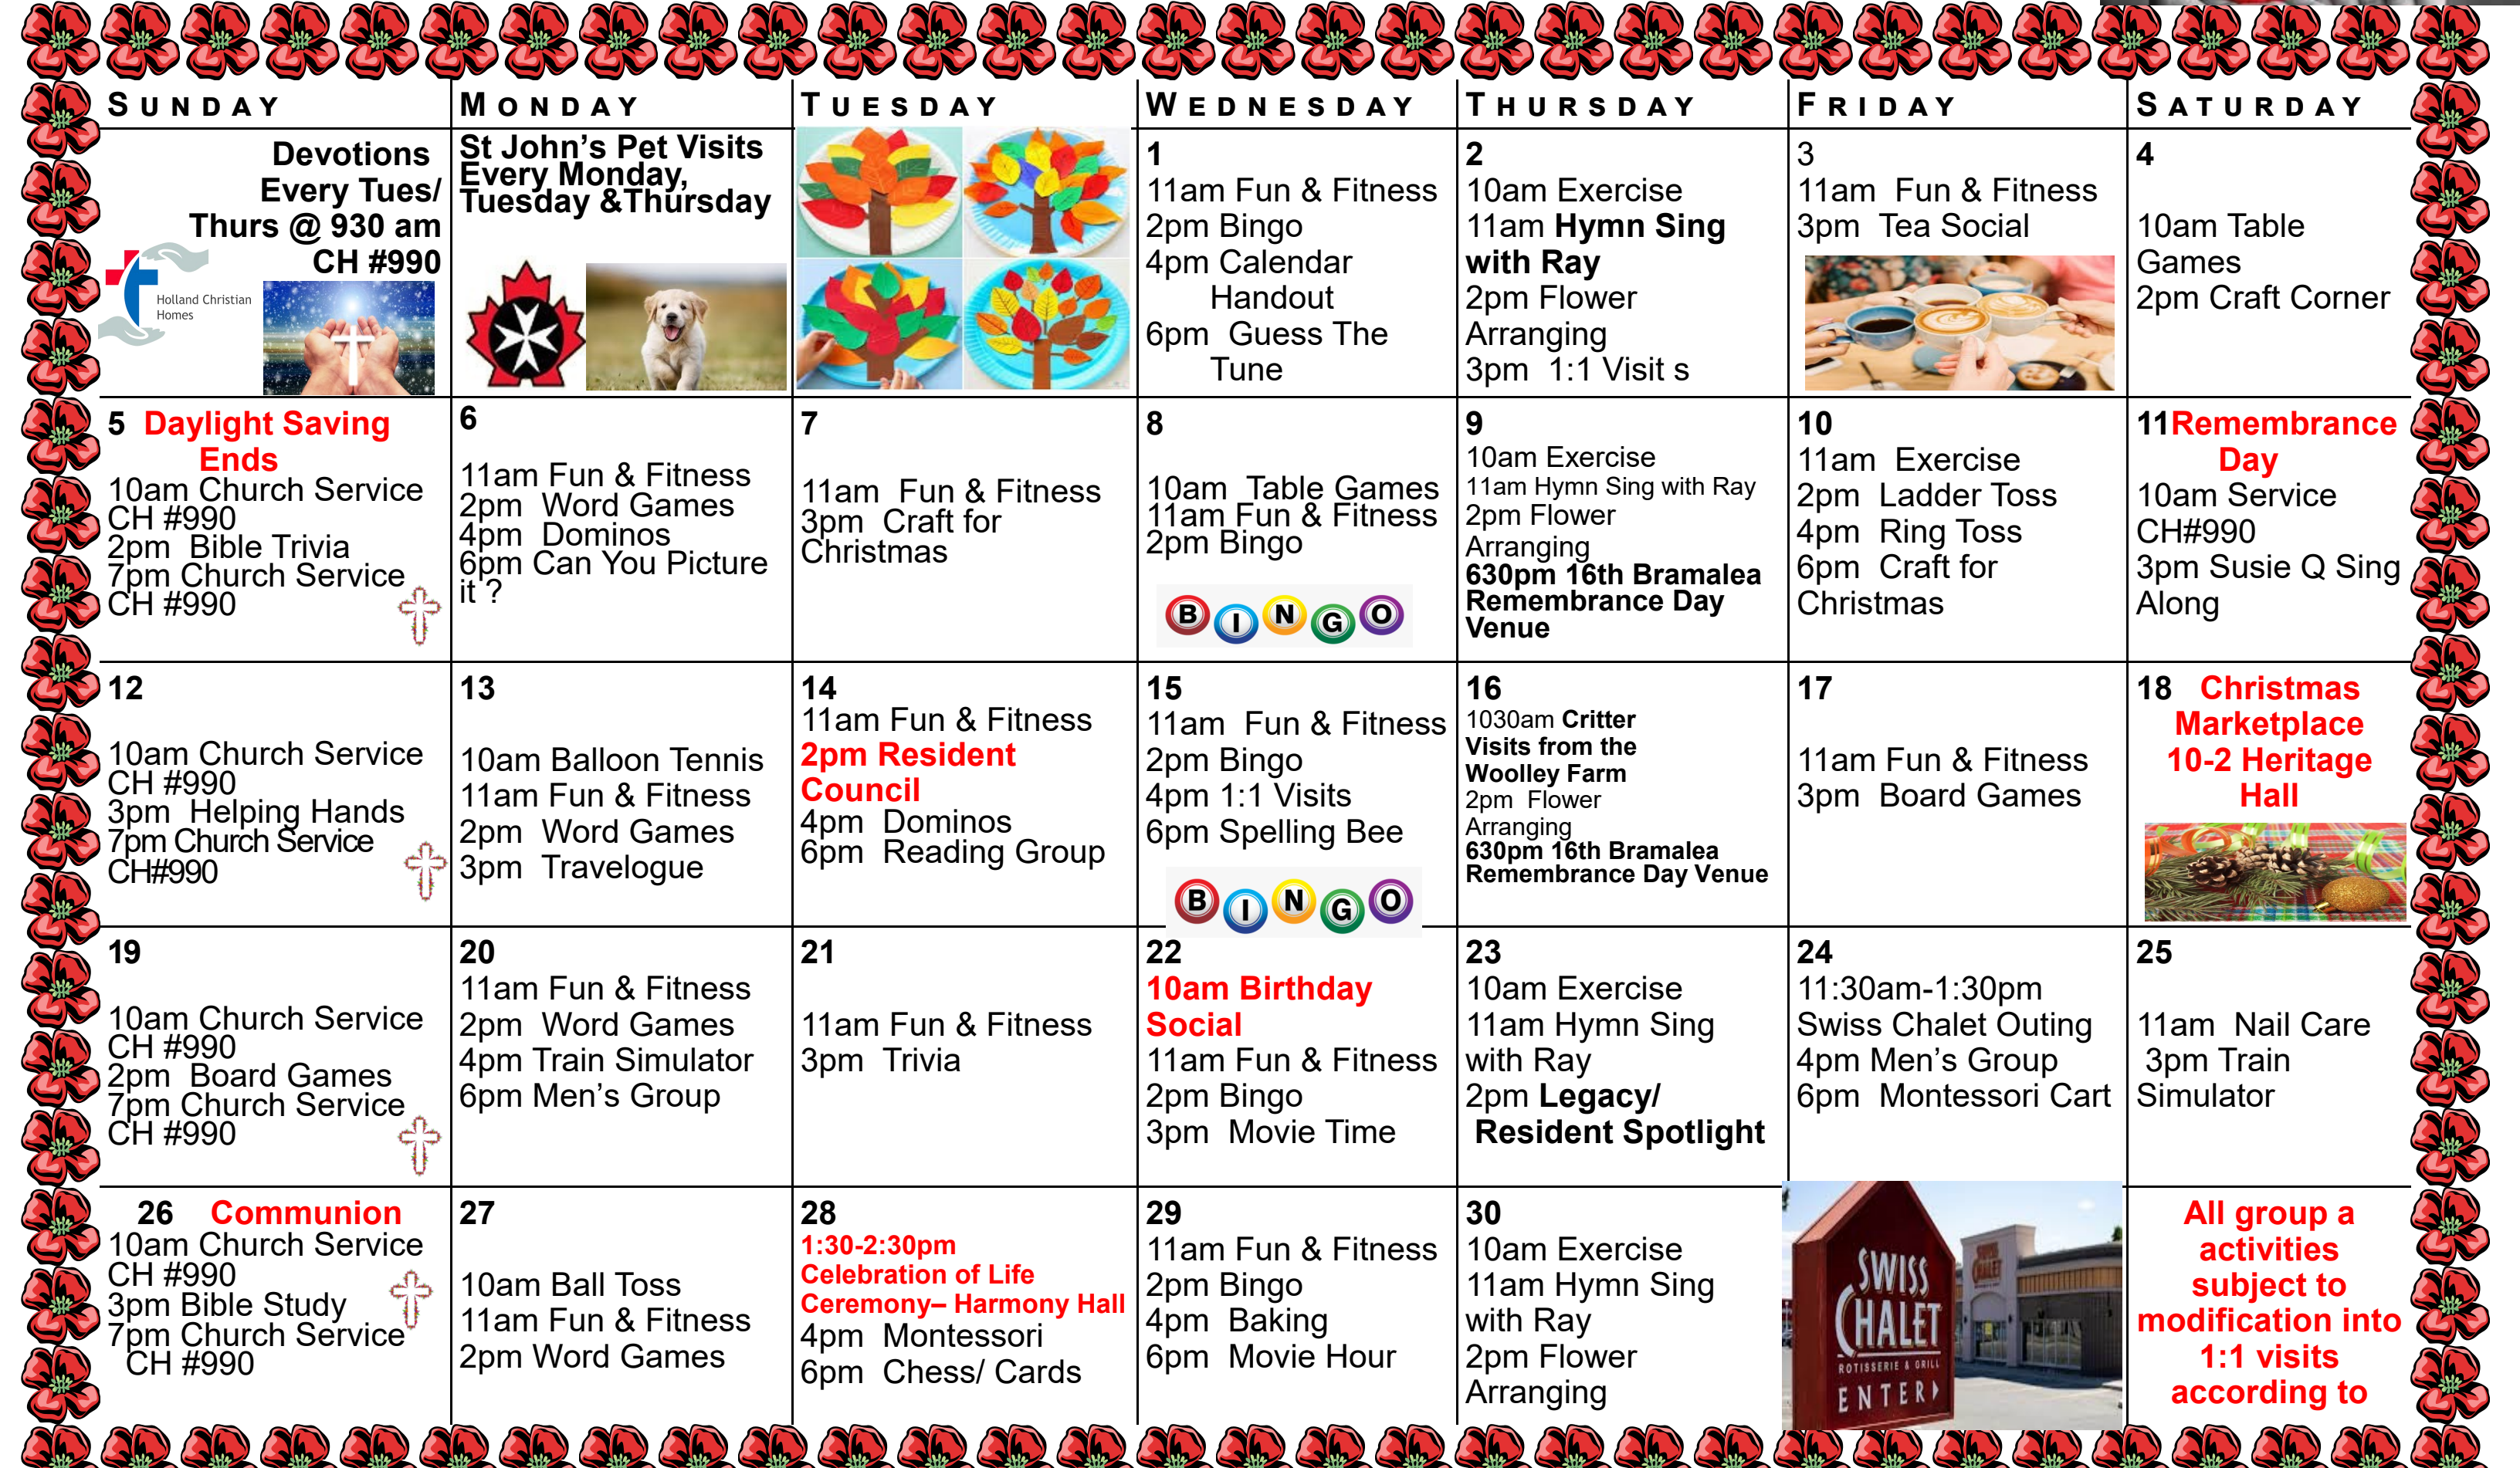 SUNDAY
MONDAY
TUESDAY
WEDNESDAY
THURSDAY
FRIDAY
SATURDAY
Devotions
Every Tues/
Thurs @ 930 am
CH #990
Holland Christian
Homes
St John's Pet Visits
Every Monday,
Tuesday &Thursday
1
11am Fun & Fitness
2pm Bingo
4pm Calendar
Handout
6pm Guess The
Tune
2
10am Exercise
11am Hymn Sing
with Ray
2pm Flower
Arranging
3pm 1:1 Visit s
3
11am Fun & Fitness
3pm Tea Social
4
10am Table
Games
2pm Craft Corner
5 Daylight Saving
Ends
10am Church Service
CH #990
2pm Bible Trivia
7pm Church Service
CH #990
6
11am Fun & Fitness
2pm Word Games
4pm Dominos
6pm Can You Picture
it ?
7
11am Fun & Fitness
3pm Craft for
Christmas
8
10am Table Games
11am Fun & Fitness
2pm Bingo
BINGO
9
10am Exercise
11am Hymn Sing with Ray
2pm Flower
Arranging
630pm 16th Bramalea
Remembrance Day
Venue
10
11am Exercise
2pm Ladder Toss
4pm Ring Toss
6pm Craft for
Christmas
11Remembrance
Day
10am Service
CH#990
3pm Susie Q Sing
Along
12
10am Church Service
CH #990
3pm Helping Hands
7pm Church Service
CH#990
13
10am Balloon Tennis
11am Fun & Fitness
2pm Word Games
3pm Travelogue
14
11am Fun & Fitness
2pm Resident
Council
4pm Dominos
6pm Reading Group
15
11am Fun & Fitness
2pm Bingo
4pm 1:1 Visits
6pm Spelling Bee
BINGO
16
1030am Critter
Visits from the
Woolley Farm
2pm Flower
Arranging
630pm 16th Bramalea
Remembrance Day Venue
17
11am Fun & Fitness
3pm Board Games
18 Christmas
Marketplace
10-2 Heritage
Hall
19
10am Church Service
CH #990
2pm Board Games
7pm Church Service
CH #990
20
11am Fun & Fitness
2pm Word Games
4pm Train Simulator
6pm Men's Group
21
11am Fun & Fitness
3pm Trivia
22
10am Birthday
Social
11am Fun & Fitness
2pm Bingo
3pm Movie Time
23
10am Exercise
11am Hymn Sing
with Ray
2pm Legacy/
Resident Spotlight
24
11:30am-1:30pm
Swiss Chalet Outing
4pm Men's Group
6pm Montessori Cart
25
11am Nail Care
3pm Train
Simulator
26 Communion
10am Church Service
CH #990
3pm Bible Study
7pm Church Service
CH #990
27
10am Ball Toss
11am Fun & Fitness
2pm Word Games
28
1:30-2:30pm
Celebration of Life
Ceremony– Harmony Hall
4pm Montessori
6pm Chess/ Cards
29
11am Fun & Fitness
2pm Bingo
4pm Baking
6pm Movie Hour
30
10am Exercise
11am Hymn Sing
with Ray
2pm Flower
Arranging
SWISS
CHALET
ROTISSERIE & GRILL
ENTER
All group a
activities
subject to
modification into
1:1 visits
according to